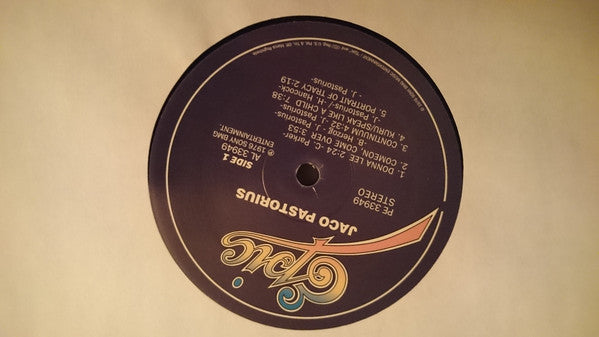 Epic
JACO PASTORIUS
PE 33949
STEREO
SIDE 1
AL 33949
℗ 1976 SONY BMG
ENTERTAINMENT.
1. DONNA LEE 2:24 -C. Parker-
2. COMEON, COME OVER 3:53
-B. Herzog, - J. Pastorius-
3. CONTINUUM 4:32 - J. Pastorius-
4. KURU/SPEAK LIKE A CHILD 7:38
-J. Pastorius-/ -H. Hancock-
5. PORTRAIT OF TRACY 2:19
- J. Pastorius-